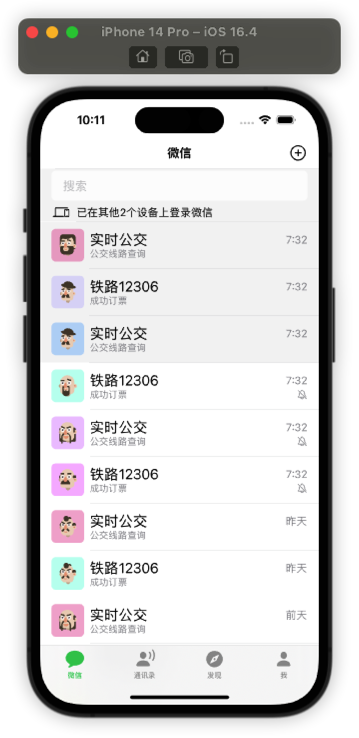 iPhone 14 Pro – iOS 16.4
10:11
微信
搜索
已在其他2个设备上登录微信
实时公交 7:32
公交线路查询
铁路12306 7:32
成功订票
实时公交 7:32
公交线路查询
铁路12306 7:32
成功订票
实时公交 7:32
公交线路查询
铁路12306 7:32
成功订票
实时公交 昨天
公交线路查询
铁路12306 昨天
成功订票
实时公交 前天
公交线路查询
微信 通讯录 发现 我